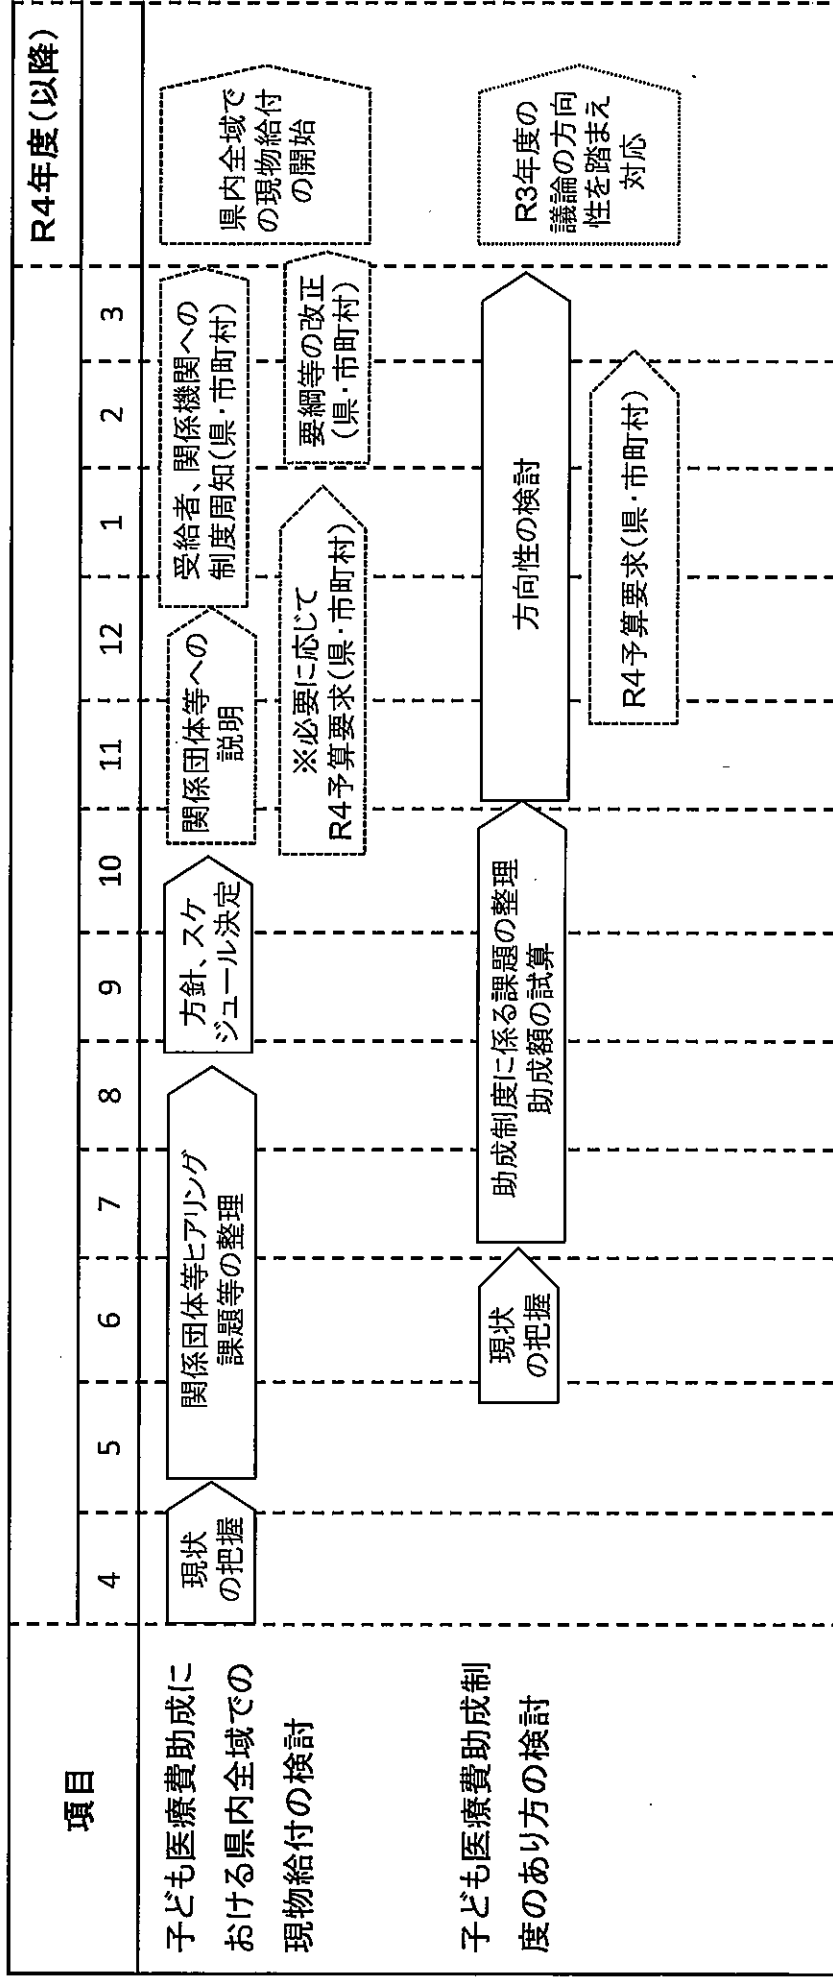 項目
R4年度(以降)
4
5
6
7
8
9
10
11
12
1
2
3
子ども医療費助成に
おける県内全域での
現物給付の検討
現状
の把握
関係団体等ヒアリング
課題等の整理
方針、スケ
ジュール決定
関係団体等への
説明
受給者、関係機関への
制度周知(県・市町村)
県内全域で
の現物給付
の開始
※必要に応じて
R4予算要求(県・市町村)
要綱等の改正
(県・市町村)
子ども医療費助成制
度のあり方の検討
現状
の把握
助成制度に係る課題の整理
助成額の試算
方向性の検討
R3年度の
議論の方向
性を踏まえ
対応
R4予算要求(県・市町村)